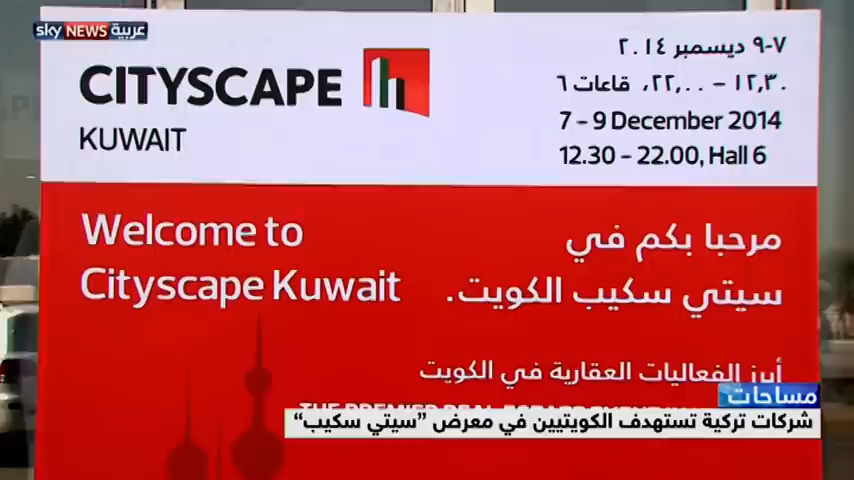 sky NEWS عربية
CITYSCAPE
KUWAIT
٧-٩ ديسمبر ٢٠١٤
١٢,٣٠ – ٢٢,٠٠، قاعات ٦
7 – 9 December 2014
12.30 – 22.00, Hall 6
Welcome to
Cityscape Kuwait
مرحبا بكم في
سيتي سكيب الكويت.
أبرز الفعاليات العقارية في الكويت
مساحات
شركات تركية تستهدف الكويتيين في معرض "سيتي سكيب"